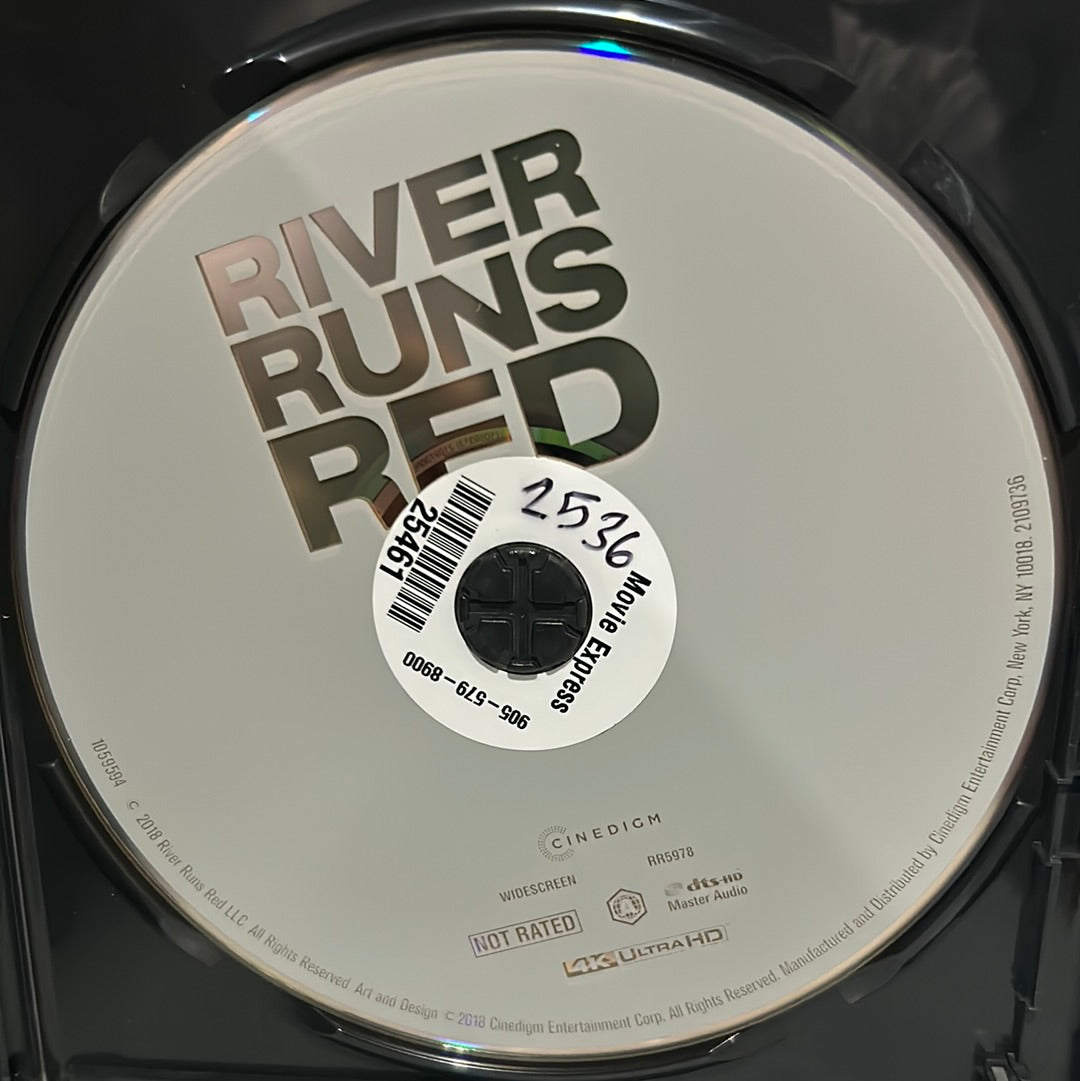 RIVER
RUNS
RED
2536
25461
Movie Express
905-579-8900
CINEDIGM
RR5978
WIDESCREEN
dts-HD
Master Audio
NOT RATED
4K ULTRA HD
1059594 © 2018 River Runs Red LLC. All Rights Reserved. Art and Design © 2018 Cinedigm Entertainment Corp. All Rights Reserved. Manufactured and Distributed by Cinedigm Entertainment Corp, New York, NY 10018. 2109736